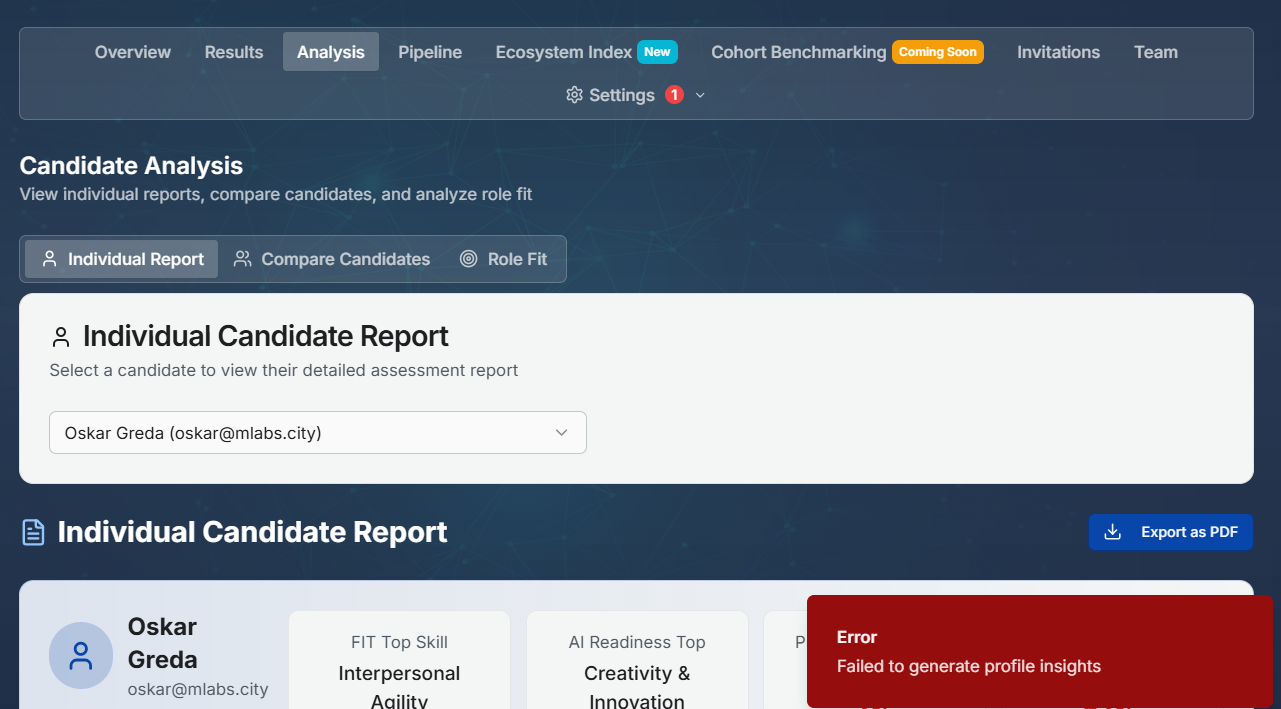 Overview Results Analysis Pipeline Ecosystem Index New Cohort Benchmarking Coming Soon Invitations Team
Settings 1
Candidate Analysis
View individual reports, compare candidates, and analyze role fit
Individual Report Compare Candidates Role Fit
Individual Candidate Report
Select a candidate to view their detailed assessment report
Oskar Greda (oskar@mlabs.city)
Individual Candidate Report
Export as PDF
Oskar
Greda
oskar@mlabs.city
FIT Top Skill
Interpersonal
Agility
AI Readiness Top
Creativity &
Innovation
P
Error
Failed to generate profile insights